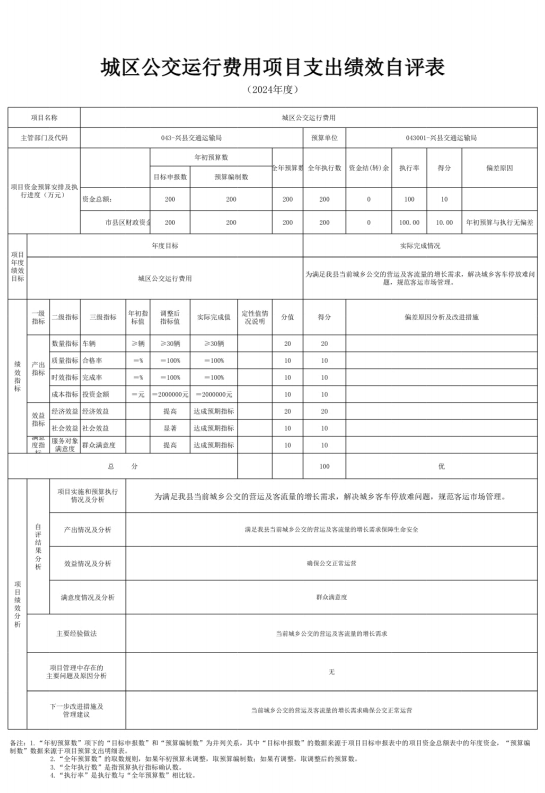 城区公交运行费用项目支出绩效自评表
（2024年度）
项目名称 城区公交运行费用
主管部门及代码 043-兴县交通运输局 预算单位 043001-兴县交通运输局
项目资金预算安排及执行进度（万元） 年初预算数 全年预算数 全年执行数 资金结(转)余 执行率 得分 偏差原因
目标申报数 预算编制数
资金总额: 200 200 200 200 0 100 10
市县区财政资金 200 200 200 200 0 100.00 10.00 年初预算与执行无偏差
项目年度绩效目标 年度目标 实际完成情况
城区公交运行费用 为满足我县当前城乡公交的营运及客流量的增长需求，解决城乡客车停放难问题，规范客运市场管理。
绩效指标 一级指标 二级指标 三级指标 年初指标值 调整后指标值 实际完成值 定性值情况说明 分值 得分 偏差原因分析及改进措施
产出指标 数量指标 车辆 ≥辆 ≥30辆 ≥30辆 20 20
质量指标 合格率 =% =100% =100% 10 10
时效指标 完成率 =% =100% =100% 10 10
成本指标 投资金额 =元 =2000000元 =2000000元 10 10
效益指标 经济效益 经济效益 提高 达成预期指标 20 20
社会效益 社会效益 显著 达成预期指标 10 10
满意度指标 服务对象满意度 群众满意度 提高 达成预期指标 10 10
总 分 100 优
项目绩效分析 自评结果分析 项目实施和预算执行情况及分析 为满足我县当前城乡公交的营运及客流量的增长需求，解决城乡客车停放难问题，规范客运市场管理。
产出情况及分析 满足我县当前城乡公交的营运及客流量的增长需求保障生命安全
效益情况及分析 确保公交正常运营
满意度情况及分析 群众满意度
主要经验做法 当前城乡公交的营运及客流量的增长需求
项目管理中存在的主要问题及原因分析 无
下一步改进措施及管理建议 当前城乡公交的营运及客流量的增长需求确保公交正常运营
备注：1.“年初预算数”项下的“目标申报数”和“预算编制数”为并列关系，其中“目标申报数”的数据来源于项目目标申报表中的项目资金总额表中的年度资金，“预算编
制数”数据来源于项目预算支出明细表。
2.“全年预算数”的取数规则：如果年初预算未调整，取预算编制数；如果有调整，取调整后的预算数。
3.“全年执行数”是指预算执行指标确认数。
4.“执行率”是执行数与“全年预算数”相比较。